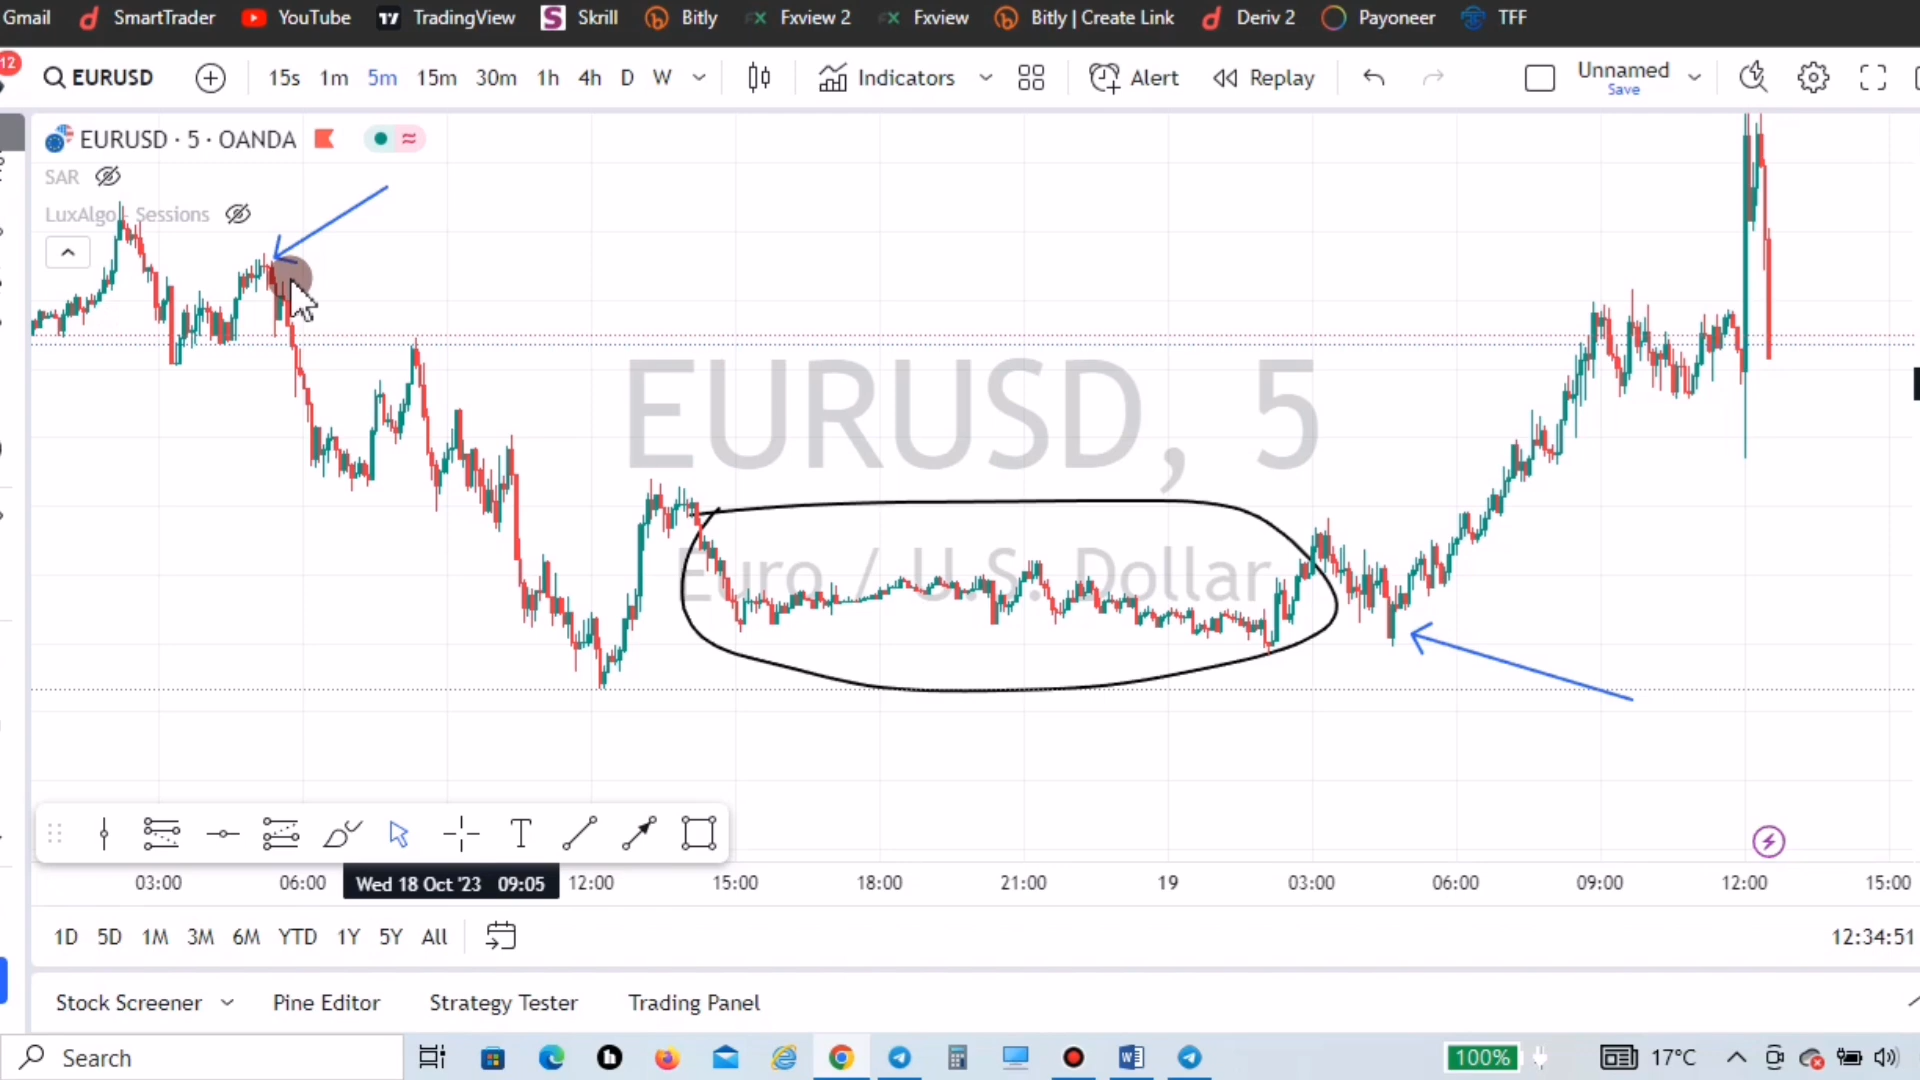 Gmail SmartTrader YouTube TradingView Skrill Bitly Fxview 2 Fxview Bitly | Create Link Deriv 2 Payoneer TFF
12 EURUSD 15s 1m 5m 15m 30m 1h 4h D W Indicators Alert Replay Unnamed
Save
EURUSD · 5 · OANDA
SAR
LuxAlgo - Sessions
EURUSD, 5
Euro / U.S. Dollar
03:00 06:00 Wed 18 Oct '23 09:05 12:00 15:00 18:00 21:00 19 03:00 06:00 09:00 12:00 15:00
1D 5D 1M 3M 6M YTD 1Y 5Y All 12:34:51
Stock Screener Pine Editor Strategy Tester Trading Panel
Search 100% 17°C